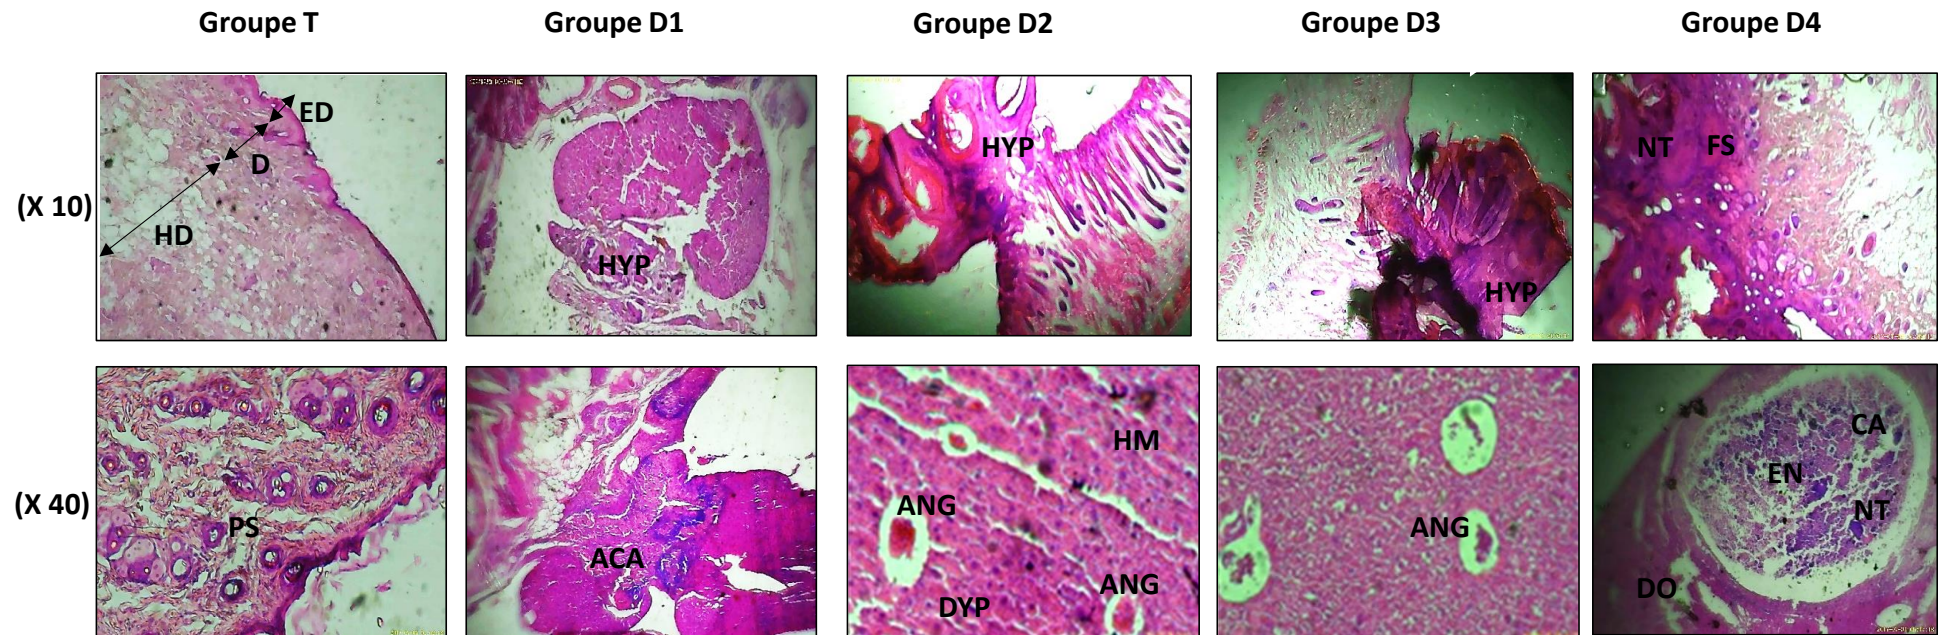 Groupe T Groupe D1 Groupe D2 Groupe D3 Groupe D4
(X 10)
ED
D
HD
HYP
HYP
HYP
NT FS
(X 40)
PS
ACA
HM
ANG
ANG
DYP
ANG
CA
EN
NT
DO